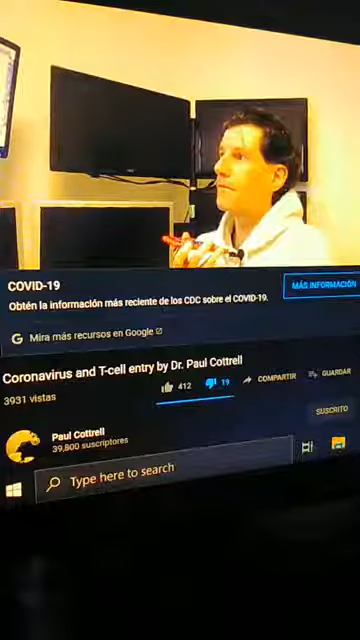 COVID-19
MÁS INFORMACIÓN
Obtén la información más reciente de los CDC sobre el COVID-19.
G Mira más recursos en Google
Coronavirus and T-cell entry by Dr. Paul Cottrell
3931 vistas
412
19
COMPARTIR
GUARDAR
Paul Cottrell
39,800 suscriptores
SUSCRITO
Type here to search